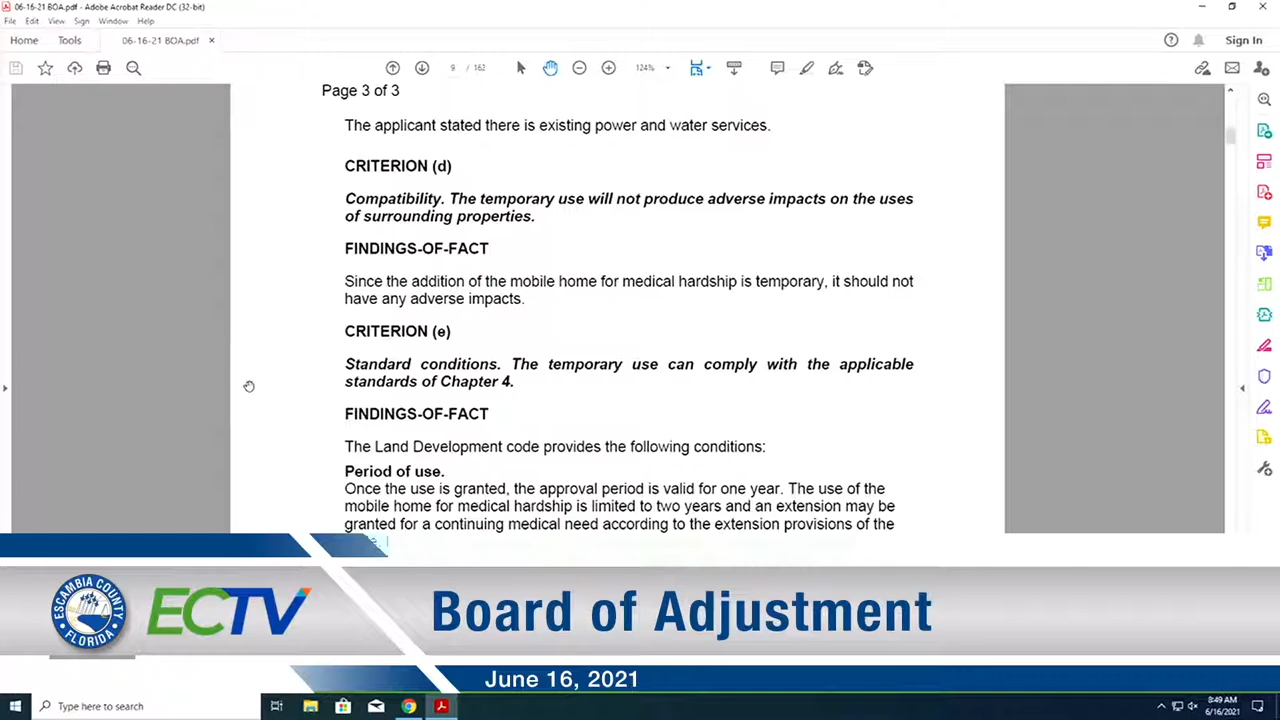 06-16-21 BOA.pdf - Adobe Acrobat Reader DC (32-bit)
File Edit View Sign Window Help
Home Tools 06-16-21 BOA.pdf × Sign In
9 / 162 124%
Page 3 of 3
The applicant stated there is existing power and water services.
CRITERION (d)
Compatibility. The temporary use will not produce adverse impacts on the uses
of surrounding properties.
FINDINGS-OF-FACT
Since the addition of the mobile home for medical hardship is temporary, it should not
have any adverse impacts.
CRITERION (e)
Standard conditions. The temporary use can comply with the applicable
standards of Chapter 4.
FINDINGS-OF-FACT
The Land Development code provides the following conditions:
Period of use.
Once the use is granted, the approval period is valid for one year. The use of the
mobile home for medical hardship is limited to two years and an extension may be
granted for a continuing medical need according to the extension provisions of the
ESCAMBIA COUNTY
FLORIDA
ECTV
Board of Adjustment
June 16, 2021
Type here to search
8:49 AM
6/16/2021